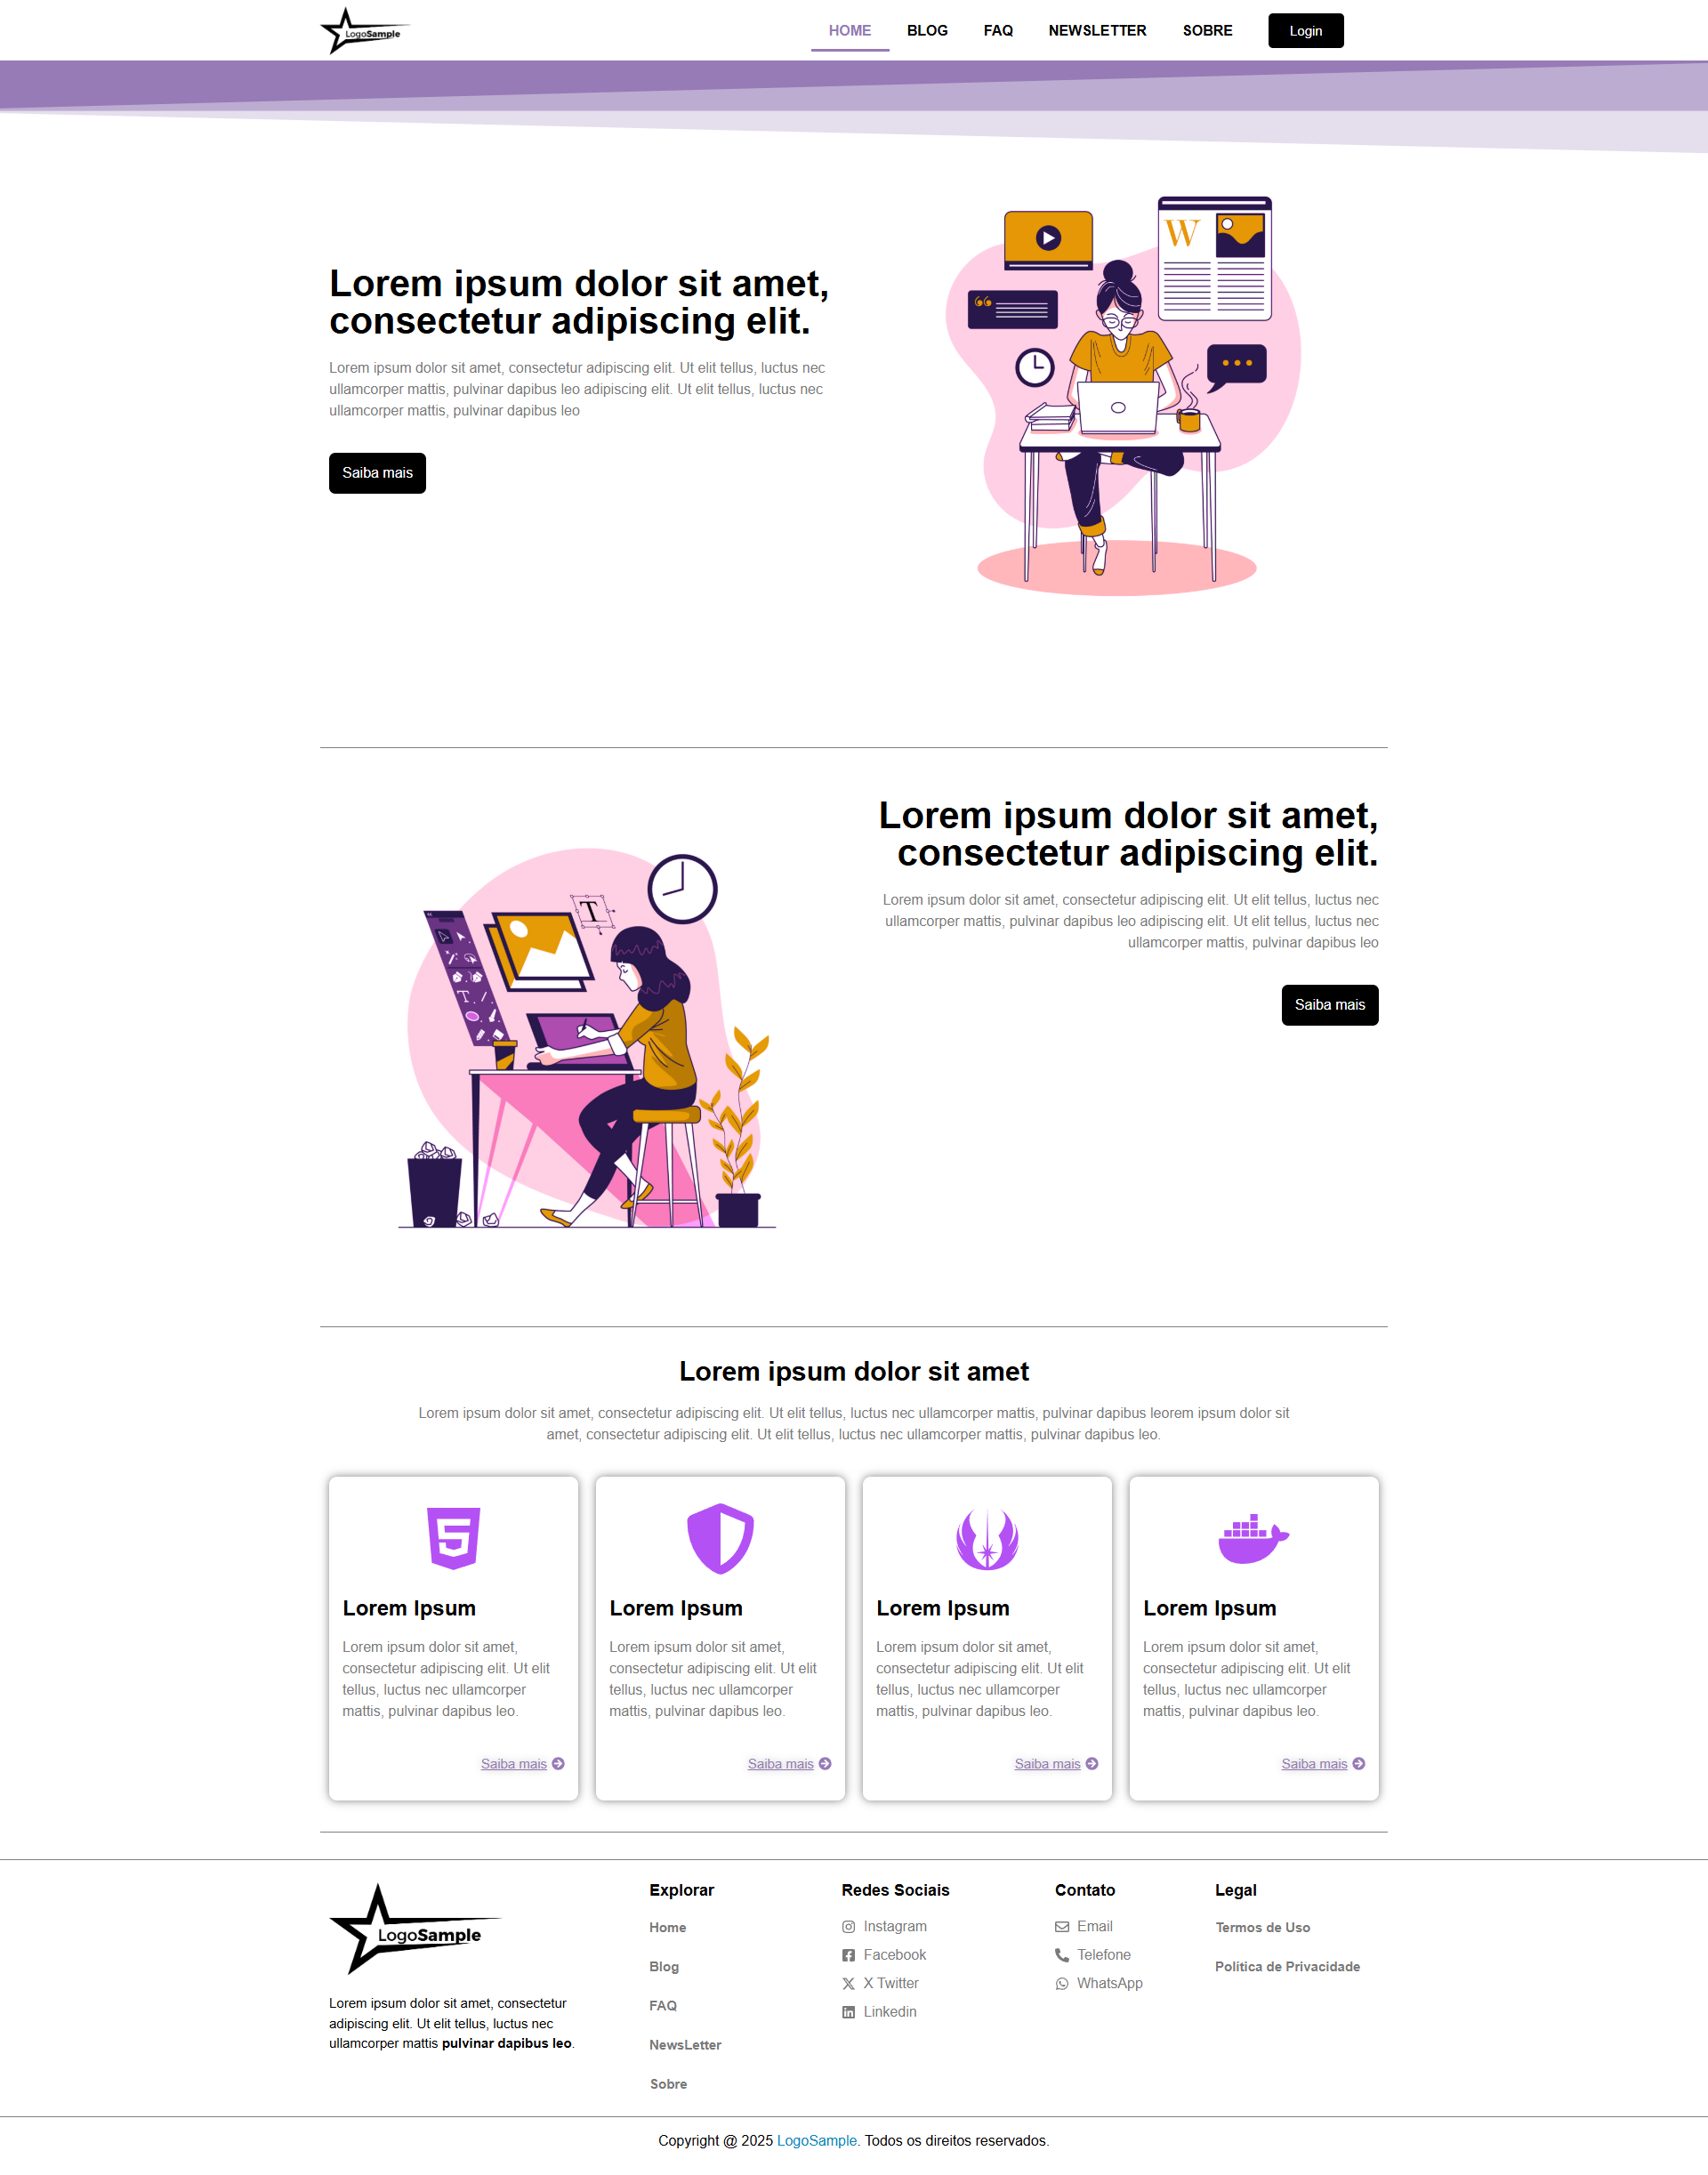 LogoSample
HOME BLOG FAQ NEWSLETTER SOBRE Login
Lorem ipsum dolor sit amet,
consectetur adipiscing elit.
Lorem ipsum dolor sit amet, consectetur adipiscing elit. Ut elit tellus, luctus nec
ullamcorper mattis, pulvinar dapibus leo adipiscing elit. Ut elit tellus, luctus nec
ullamcorper mattis, pulvinar dapibus leo
Saiba mais
W
Lorem ipsum dolor sit amet,
consectetur adipiscing elit.
Lorem ipsum dolor sit amet, consectetur adipiscing elit. Ut elit tellus, luctus nec
ullamcorper mattis, pulvinar dapibus leo adipiscing elit. Ut elit tellus, luctus nec
ullamcorper mattis, pulvinar dapibus leo
Saiba mais
T
T
Lorem ipsum dolor sit amet
Lorem ipsum dolor sit amet, consectetur adipiscing elit. Ut elit tellus, luctus nec ullamcorper mattis, pulvinar dapibus leorem ipsum dolor sit
amet, consectetur adipiscing elit. Ut elit tellus, luctus nec ullamcorper mattis, pulvinar dapibus leo.
Lorem Ipsum
Lorem ipsum dolor sit amet,
consectetur adipiscing elit. Ut elit
tellus, luctus nec ullamcorper
mattis, pulvinar dapibus leo.
Saiba mais
Lorem Ipsum
Lorem ipsum dolor sit amet,
consectetur adipiscing elit. Ut elit
tellus, luctus nec ullamcorper
mattis, pulvinar dapibus leo.
Saiba mais
Lorem Ipsum
Lorem ipsum dolor sit amet,
consectetur adipiscing elit. Ut elit
tellus, luctus nec ullamcorper
mattis, pulvinar dapibus leo.
Saiba mais
Lorem Ipsum
Lorem ipsum dolor sit amet,
consectetur adipiscing elit. Ut elit
tellus, luctus nec ullamcorper
mattis, pulvinar dapibus leo.
Saiba mais
LogoSample
Lorem ipsum dolor sit amet, consectetur
adipiscing elit. Ut elit tellus, luctus nec
ullamcorper mattis pulvinar dapibus leo.
Explorar
Home
Blog
FAQ
NewsLetter
Sobre
Redes Sociais
Instagram
Facebook
X Twitter
Linkedin
Contato
Email
Telefone
WhatsApp
Legal
Termos de Uso
Politica de Privacidade
Copyright @ 2025 LogoSample. Todos os direitos reservados.